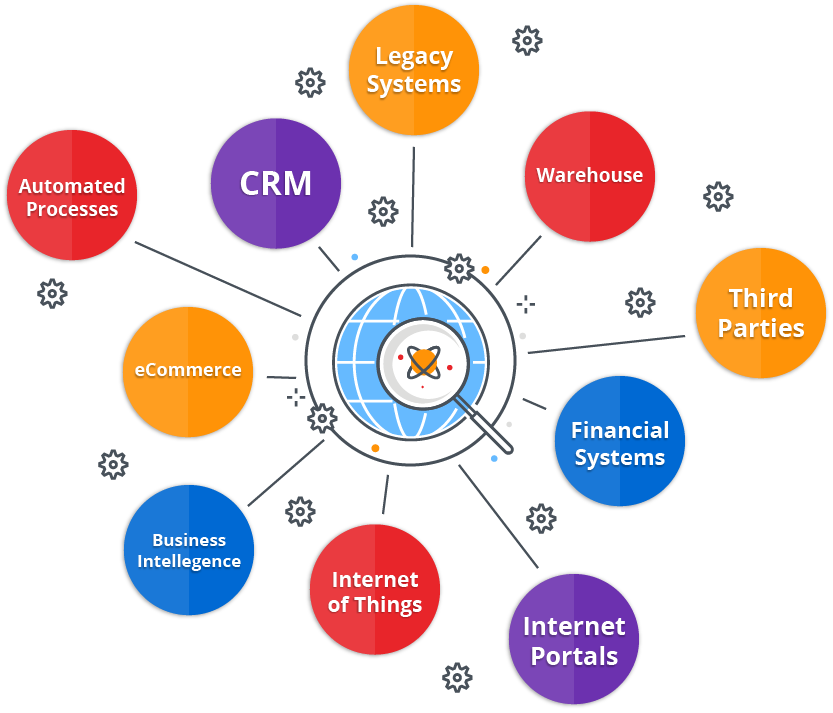 Legacy
Systems
CRM
Warehouse
Automated
Processes
Third
Parties
eCommerce
Financial
Systems
Business
Intellegence
Internet
of Things
Internet
Portals